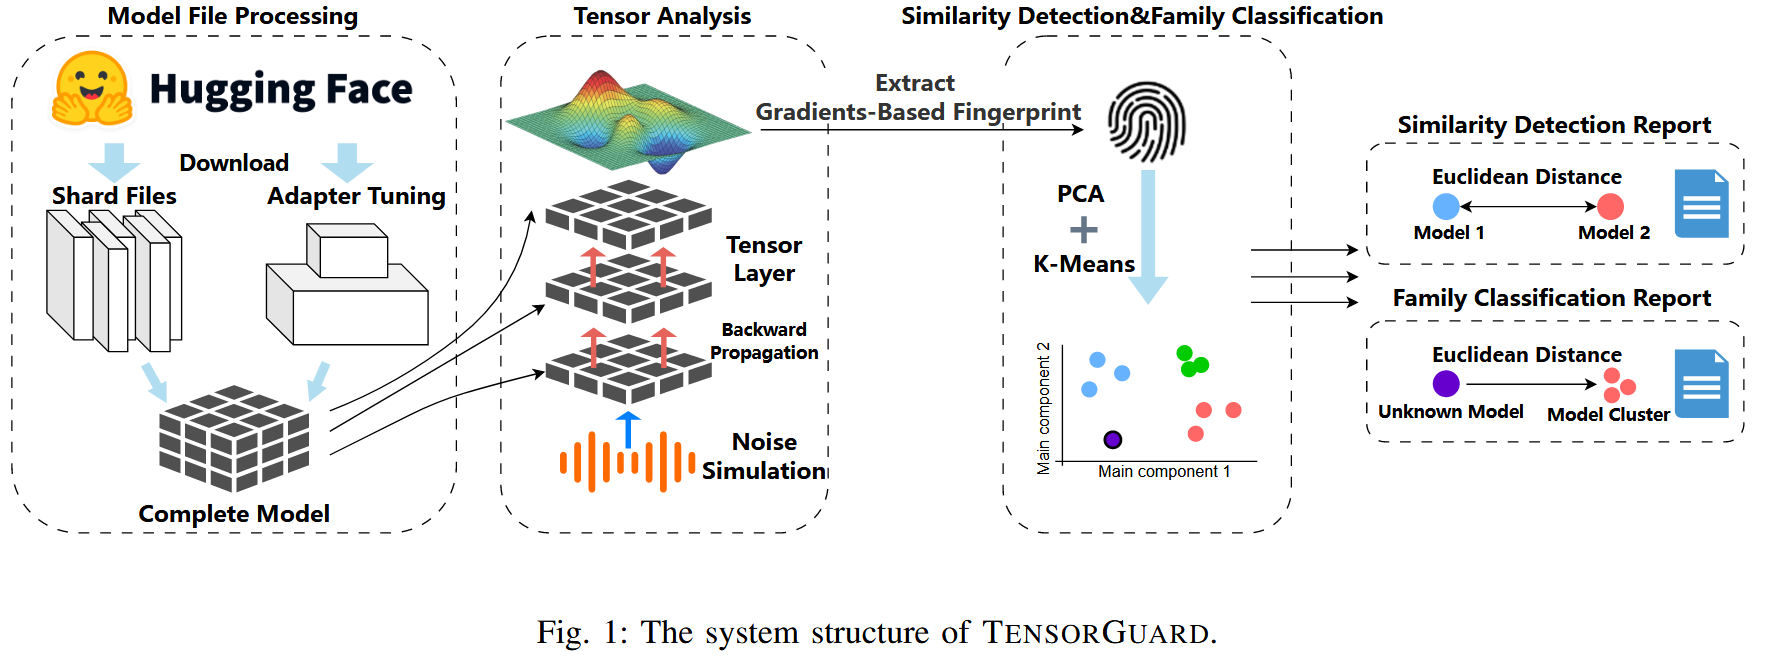 Model File Processing
Hugging Face
Download
Shard Files
Adapter Tuning
Complete Model
Tensor Analysis
Tensor
Layer
Backward
Propagation
Noise
Simulation
Extract
Gradients-Based Fingerprint
Similarity Detection&Family Classification
PCA
+
K-Means
Main component 2
Main component 1
Similarity Detection Report
Euclidean Distance
Model 1
Model 2
Family Classification Report
Euclidean Distance
Unknown Model
Model Cluster
Fig. 1: The system structure of TENSORGUARD.